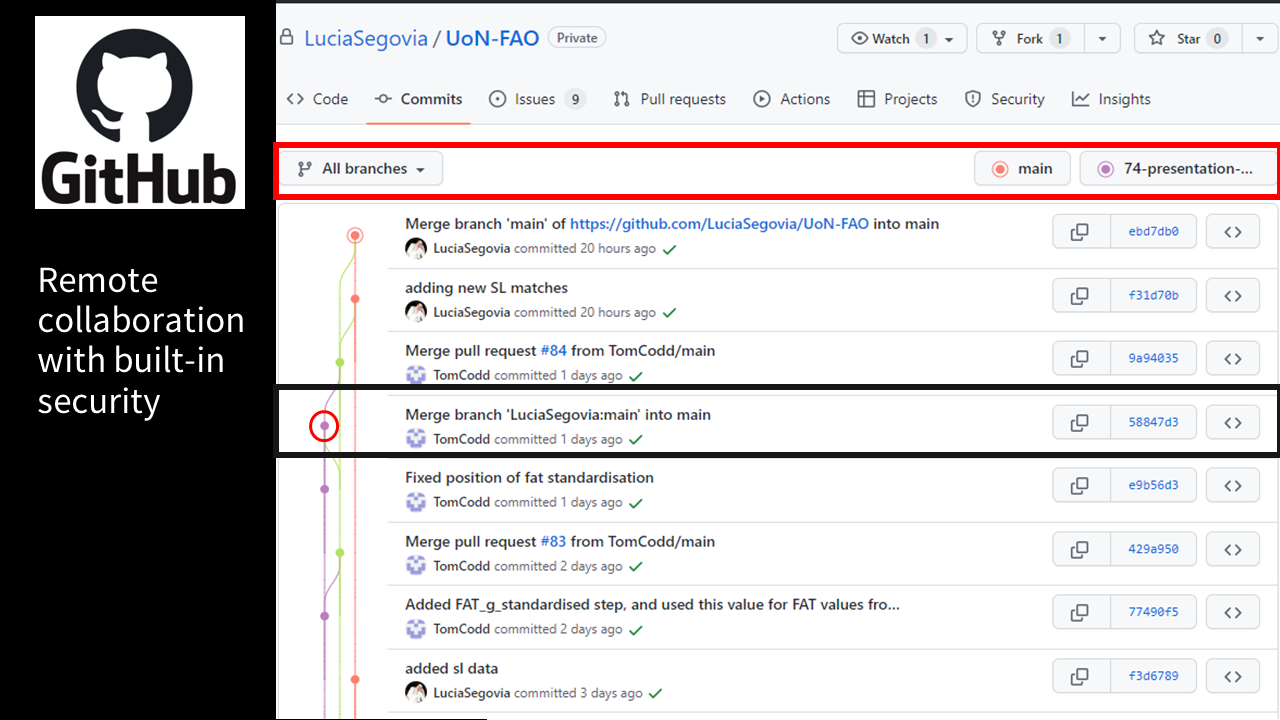 GitHub
Remote
collaboration
with built-in
security
LuciaSegovia / UoN-FAO Private
Watch 1 Fork 1 Star 0
Code Commits Issues 9 Pull requests Actions Projects Security Insights
All branches main 74-presentation-...
Merge branch 'main' of https://github.com/LuciaSegovia/UoN-FAO into main
LuciaSegovia committed 20 hours ago
ebd7db0
adding new SL matches
LuciaSegovia committed 20 hours ago
f31d70b
Merge pull request #84 from TomCodd/main
TomCodd committed 1 days ago
9a94035
Merge branch 'LuciaSegovia:main' into main
TomCodd committed 1 days ago
58847d3
Fixed position of fat standardisation
TomCodd committed 1 days ago
e9b56d3
Merge pull request #83 from TomCodd/main
TomCodd committed 2 days ago
429a950
Added FAT_g_standardised step, and used this value for FAT values fro...
TomCodd committed 2 days ago
77490f5
added sl data
LuciaSegovia committed 3 days ago
f3d6789